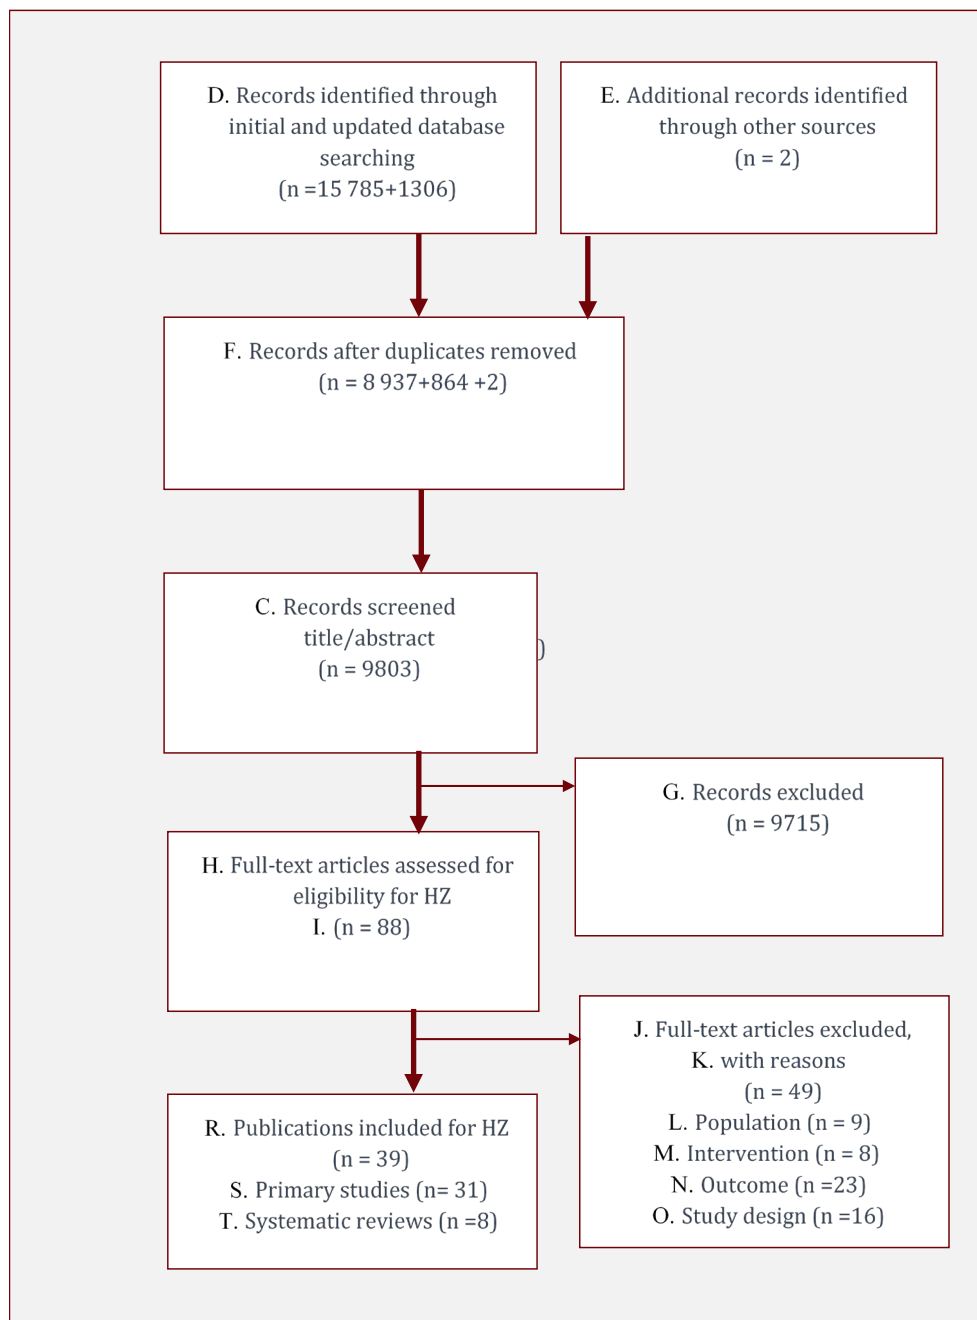 D. Records identified through
initial and updated database
searching
(n =15 785+1306)
E. Additional records identified
through other sources
(n = 2)
F. Records after duplicates removed
(n = 8 937+864 +2)
C. Records screened
title/abstract
(n = 9803)
)
G. Records excluded
(n = 9715)
H. Full-text articles assessed for
eligibility for HZ
I. (n = 88)
J. Full-text articles excluded,
K. with reasons
(n = 49)
L. Population (n = 9)
M. Intervention (n = 8)
N. Outcome (n =23)
O. Study design (n =16)
R. Publications included for HZ
(n = 39)
S. Primary studies (n= 31)
T. Systematic reviews (n =8)